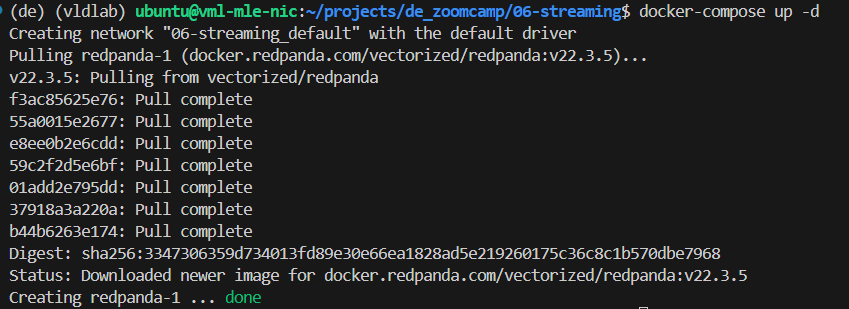 (de) (vldlab) ubuntu@vml-mle-nic:~/projects/de_zoomcamp/06-streaming$ docker-compose up -d
Creating network "06-streaming_default" with the default driver
Pulling redpanda-1 (docker.redpanda.com/vectorized/redpanda:v22.3.5)...
v22.3.5: Pulling from vectorized/redpanda
f3ac85625e76: Pull complete
55a0015e2677: Pull complete
e8ee0b2e6cdd: Pull complete
59c2f2d5e6bf: Pull complete
01add2e795dd: Pull complete
37918a3a220a: Pull complete
b44b6263e174: Pull complete
Digest: sha256:3347306359d734013fd89e30e66ea1828ad5e219260175c36c8c1b570dbe7968
Status: Downloaded newer image for docker.redpanda.com/vectorized/redpanda:v22.3.5
Creating redpanda-1 ... done